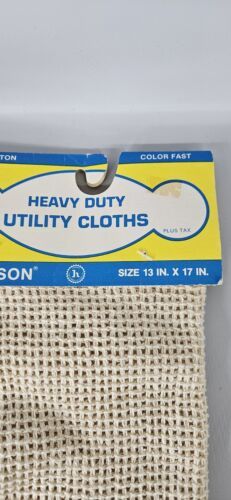 TON COLOR FAST
HEAVY DUTY
UTILITY CLOTHS
PLUS TAX
SON® SIZE 13 IN. X 17 IN.